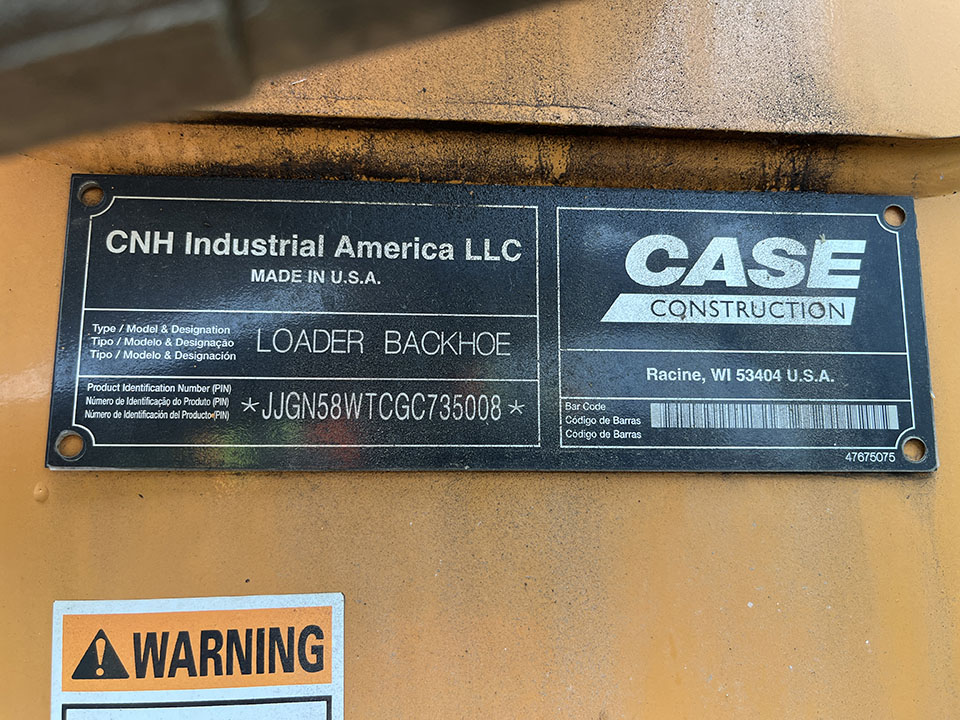 CNH Industrial America LLC
MADE IN U.S.A.
Type / Model & Designation
Tipo / Modelo & Designação
Tipo / Modelo & Designación
LOADER BACKHOE
Product Identification Number (PIN)
Número de Identificação do Produto (PIN)
Número de Identificación del Producto (PIN)
*JJGN58WTCGC735008*
CASE
CONSTRUCTION
Racine, WI 53404 U.S.A.
Bar Code
Código de Barras
Código de Barras
47675075
WARNING